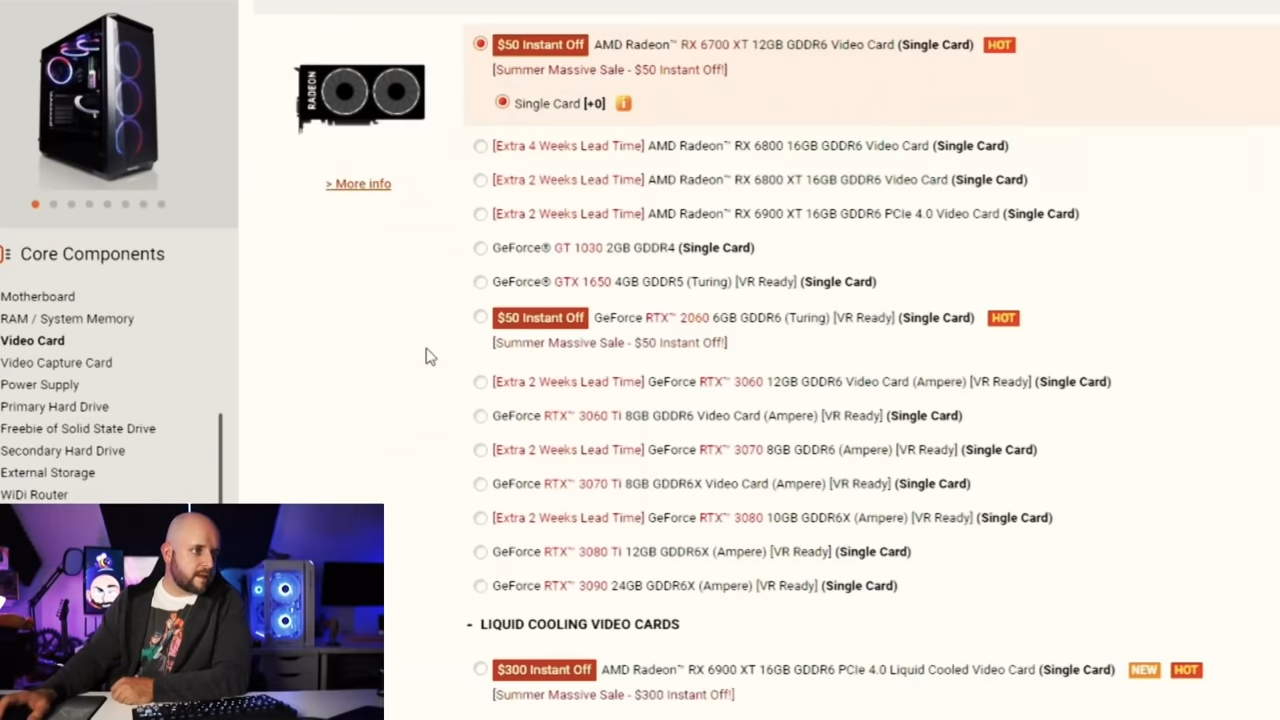 $50 Instant Off AMD Radeon™ RX 6700 XT 12GB GDDR6 Video Card (Single Card) HOT
[Summer Massive Sale - $50 Instant Off!]
Single Card [+0] i
RADEON
> More info
[Extra 4 Weeks Lead Time] AMD Radeon™ RX 6800 16GB GDDR6 Video Card (Single Card)
[Extra 2 Weeks Lead Time] AMD Radeon™ RX 6800 XT 16GB GDDR6 Video Card (Single Card)
[Extra 2 Weeks Lead Time] AMD Radeon™ RX 6900 XT 16GB GDDR6 PCIe 4.0 Video Card (Single Card)
GeForce® GT 1030 2GB GDDR4 (Single Card)
GeForce® GTX 1650 4GB GDDR5 (Turing) [VR Ready] (Single Card)
$50 Instant Off GeForce RTX™ 2060 6GB GDDR6 (Turing) [VR Ready] (Single Card) HOT
[Summer Massive Sale - $50 Instant Off!]
[Extra 2 Weeks Lead Time] GeForce RTX™ 3060 12GB GDDR6 Video Card (Ampere) [VR Ready] (Single Card)
GeForce RTX™ 3060 Ti 8GB GDDR6 Video Card (Ampere) [VR Ready] (Single Card)
[Extra 2 Weeks Lead Time] GeForce RTX™ 3070 8GB GDDR6 (Ampere) [VR Ready] (Single Card)
GeForce RTX™ 3070 Ti 8GB GDDR6X Video Card (Ampere) [VR Ready] (Single Card)
[Extra 2 Weeks Lead Time] GeForce RTX™ 3080 10GB GDDR6X (Ampere) [VR Ready] (Single Card)
GeForce RTX™ 3080 Ti 12GB GDDR6X (Ampere) [VR Ready] (Single Card)
GeForce RTX™ 3090 24GB GDDR6X (Ampere) [VR Ready] (Single Card)
- LIQUID COOLING VIDEO CARDS
$300 Instant Off AMD Radeon™ RX 6900 XT 16GB GDDR6 PCIe 4.0 Liquid Cooled Video Card (Single Card) NEW HOT
[Summer Massive Sale - $300 Instant Off!]
Core Components
Motherboard
RAM / System Memory
Video Card
Video Capture Card
Power Supply
Primary Hard Drive
Freebie of Solid State Drive
Secondary Hard Drive
External Storage
WiDi Router